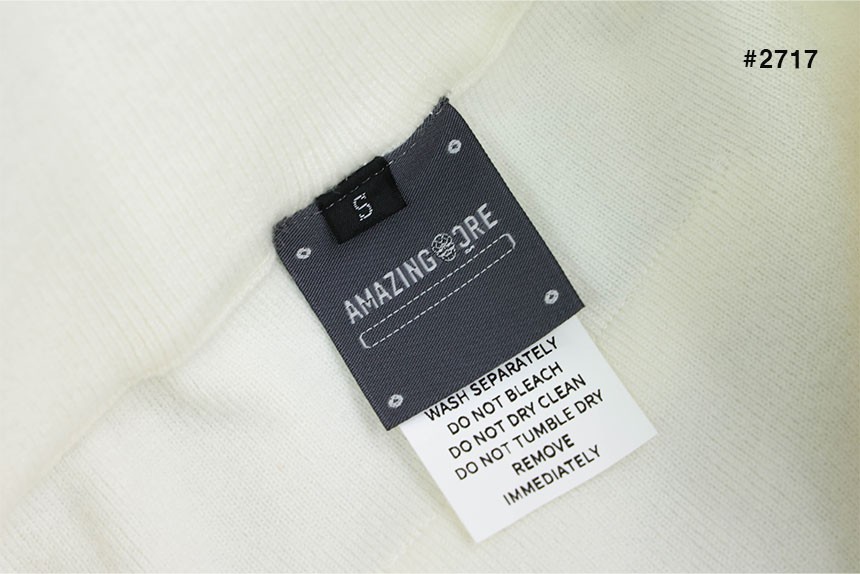 #2717
S
AMAZING ORE
WASH SEPARATELY
DO NOT BLEACH
DO NOT DRY CLEAN
DO NOT TUMBLE DRY
REMOVE
IMMEDIATELY